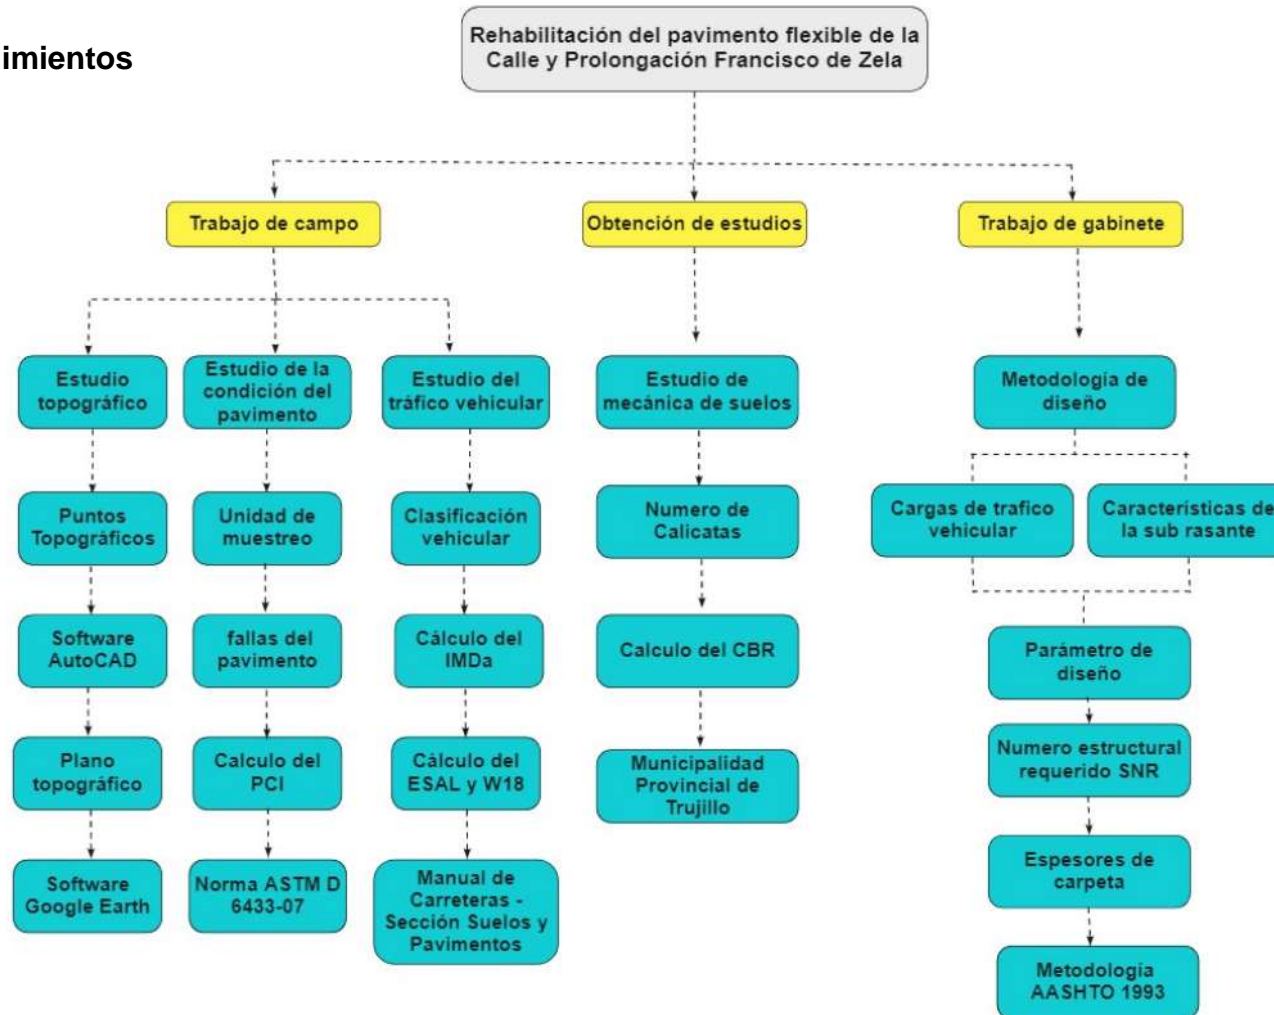 imientos
Rehabilitación del pavimento flexible de la
Calle y Prolongación Francisco de Zela
Trabajo de campo
Obtención de estudios
Trabajo de gabinete
Estudio
topográfico
Estudio de la
condición del
pavimento
Estudio del
tráfico vehicular
Estudio de
mecánica de suelos
Metodología de
diseño
Puntos
Topográficos
Unidad de
muestreo
Clasificación
vehicular
Numero de
Calicatas
Cargas de trafico
vehicular
Características de
la sub rasante
Software
AutoCAD
fallas del
pavimento
Cálculo del
IMDa
Calculo del CBR
Parámetro de
diseño
Plano
topográfico
Calculo del
PCI
Cálculo del
ESAL y W18
Municipalidad
Provincial de
Trujillo
Numero estructural
requerido SNR
Software
Google Earth
Norma ASTM D
6433-07
Manual de
Carreteras -
Sección Suelos y
Pavimentos
Espesores de
carpeta
Metodología
AASHTO 1993